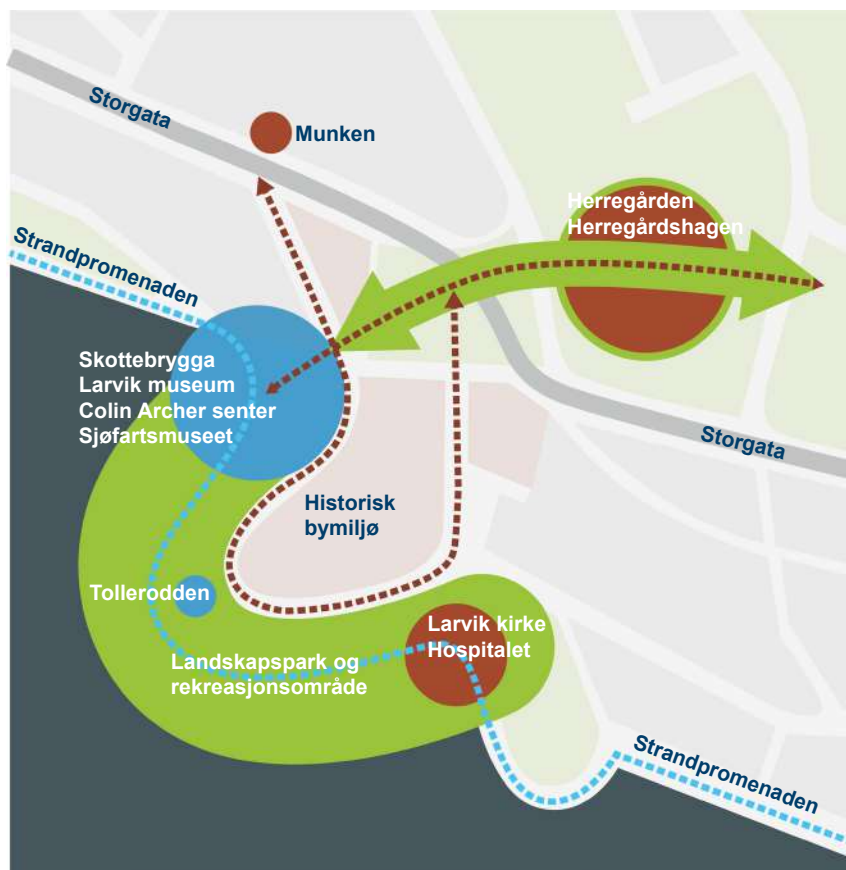 Storgata
Munken
Herregården
Herregårdshagen
Strandpromenaden
Skottebrygga
Larvik museum
Colin Archer senter
Sjøfartsmuseet
Storgata
Historisk
bymiljø
Tollerodden
Larvik kirke
Hospitalet
Landskapspark og
rekreasjonsområde
Strandpromenaden